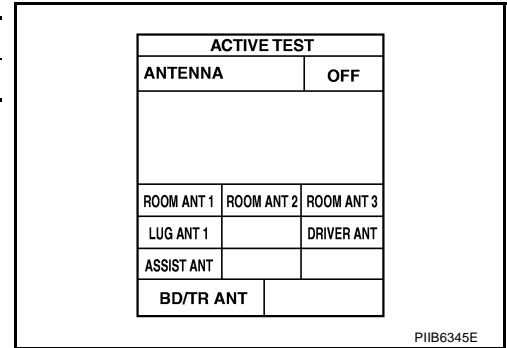 ACTIVE TEST
ANTENNA OFF
ROOM ANT 1 ROOM ANT 2 ROOM ANT 3
LUG ANT 1 DRIVER ANT
ASSIST ANT
BD/TR ANT
PIIB6345E